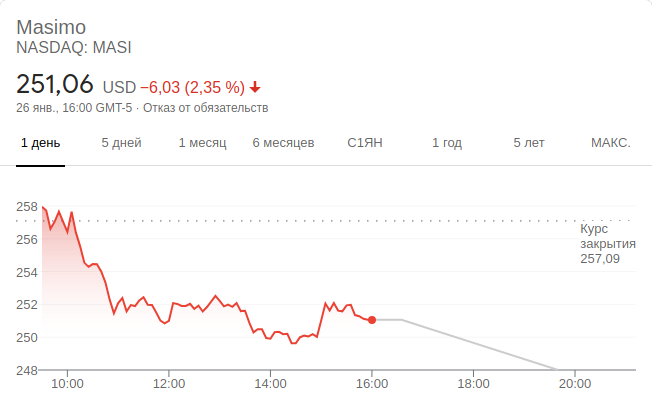 Masimo
NASDAQ: MASI
251,06 USD −6,03 (2,35 %)
26 янв., 16:00 GMT-5 · Отказ от обязательств
1 день 5 дней 1 месяц 6 месяцев С1ЯН 1 год 5 лет МАКС.
258
256
254
252
250
248
Курс
закрытия
257,09
10:00 12:00 14:00 16:00 18:00 20:00